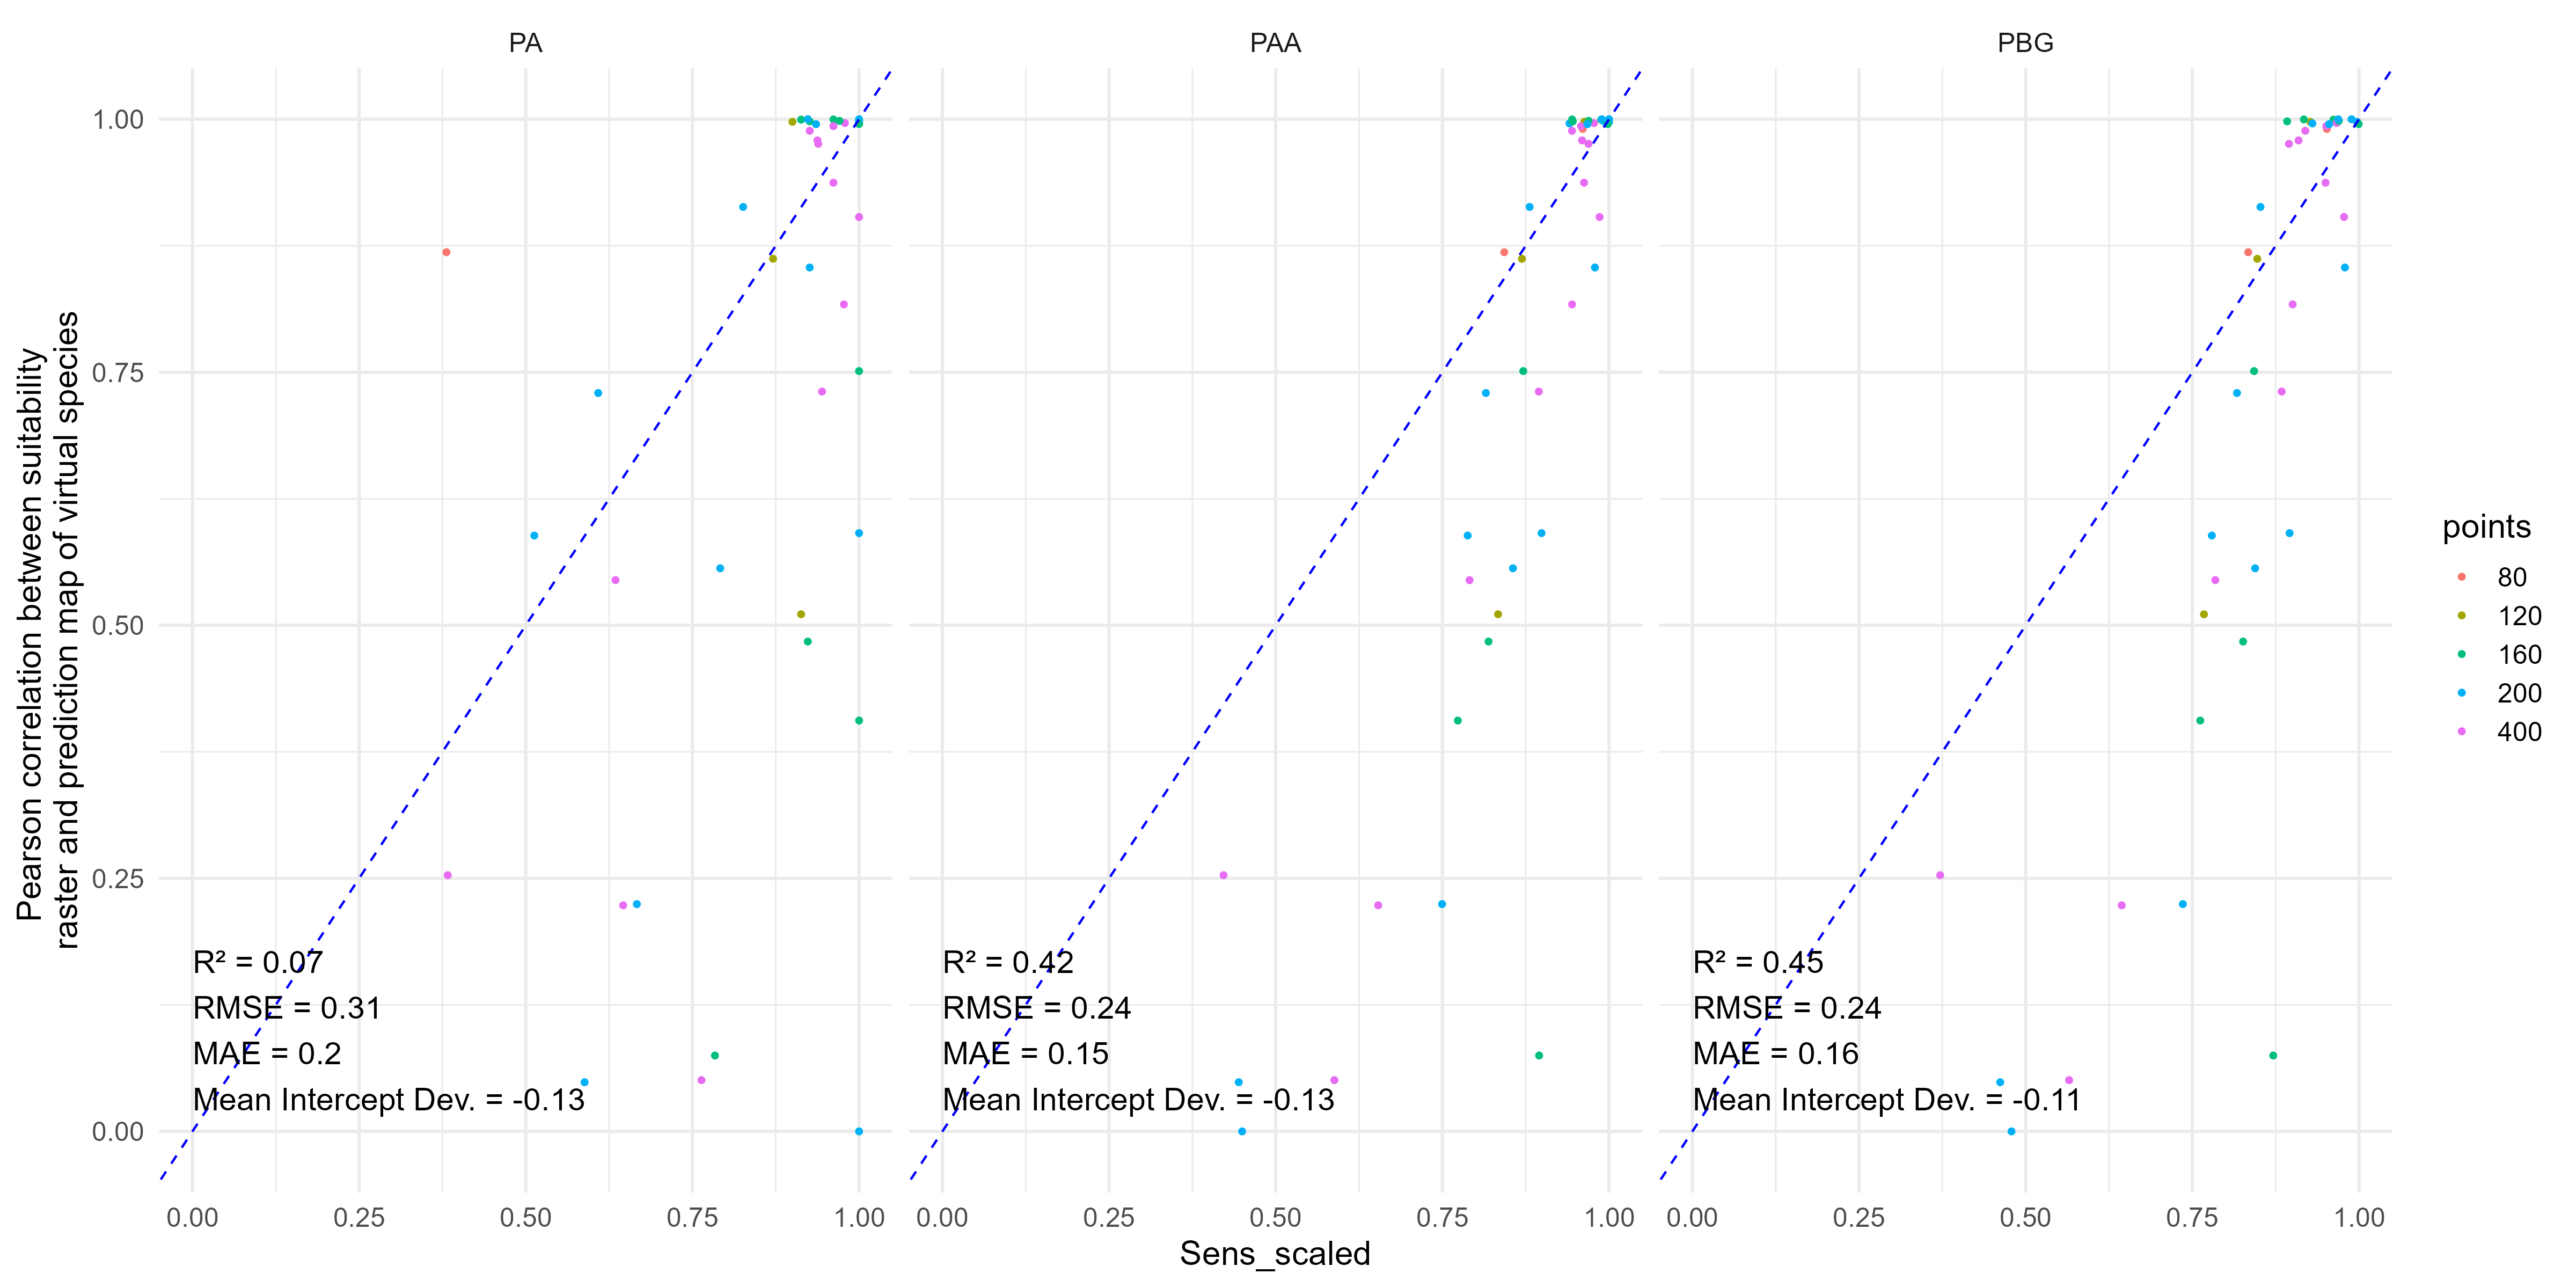 PA
PAA
PBG
Pearson correlation between suitability
raster and prediction map of virtual species
1.00
0.75
0.50
0.25
0.00
R² = 0.07
RMSE = 0.31
MAE = 0.2
Mean Intercept Dev. = -0.13
R² = 0.42
RMSE = 0.24
MAE = 0.15
Mean Intercept Dev. = -0.13
R² = 0.45
RMSE = 0.24
MAE = 0.16
Mean Intercept Dev. = -0.11
0.00 0.25 0.50 0.75 1.00
0.00 0.25 0.50 0.75 1.00
0.00 0.25 0.50 0.75 1.00
Sens_scaled
points
80
120
160
200
400